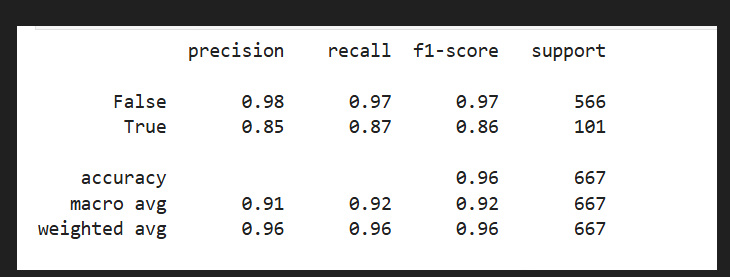 precision recall f1-score support
False 0.98 0.97 0.97 566
True 0.85 0.87 0.86 101
accuracy 0.96 667
macro avg 0.91 0.92 0.92 667
weighted avg 0.96 0.96 0.96 667